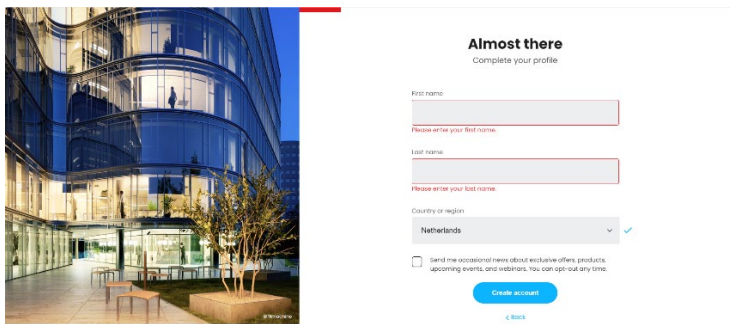 Almost there
Complete your profile
First name
Please enter your first name.
Last name
Please enter your last name.
Country or region
Netherlands
Send me occasional news about exclusive offers, products,
upcoming events, and webinars. You can opt-out any time.
Create account
< Back